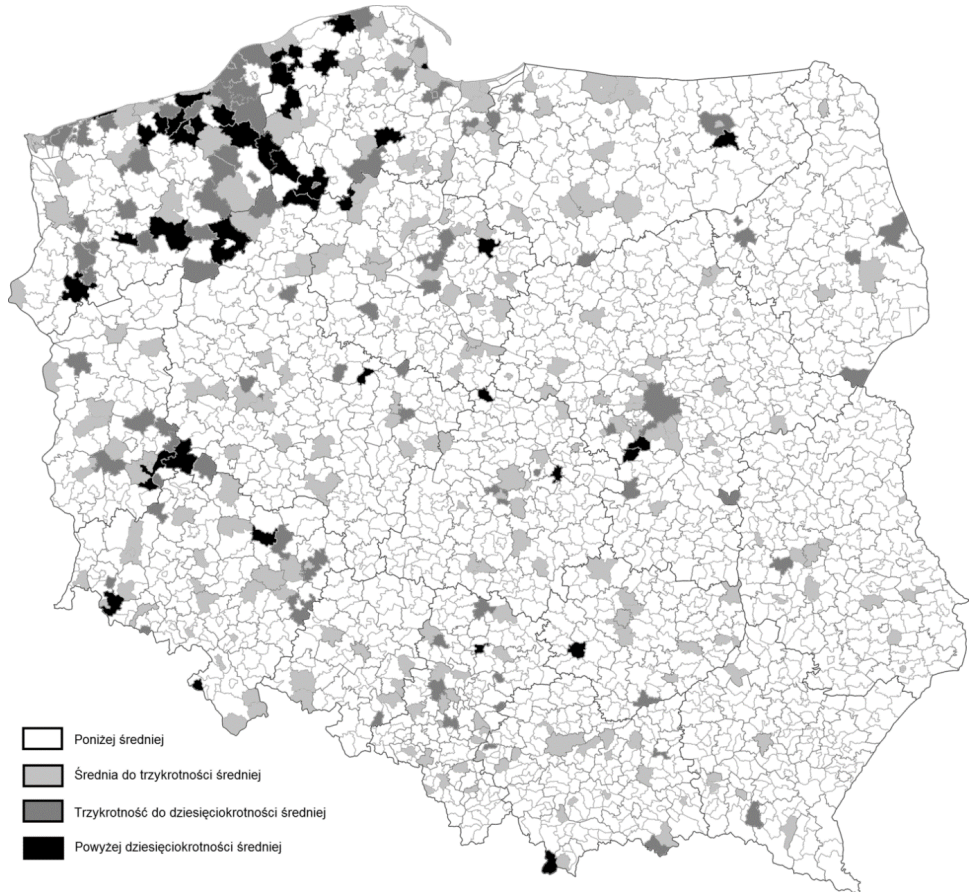 Poniżej średniej
Średnia do trzykrotności średniej
Trzykrotność do dziesięciokrotności średniej
Powyżej dziesięciokrotności średniej